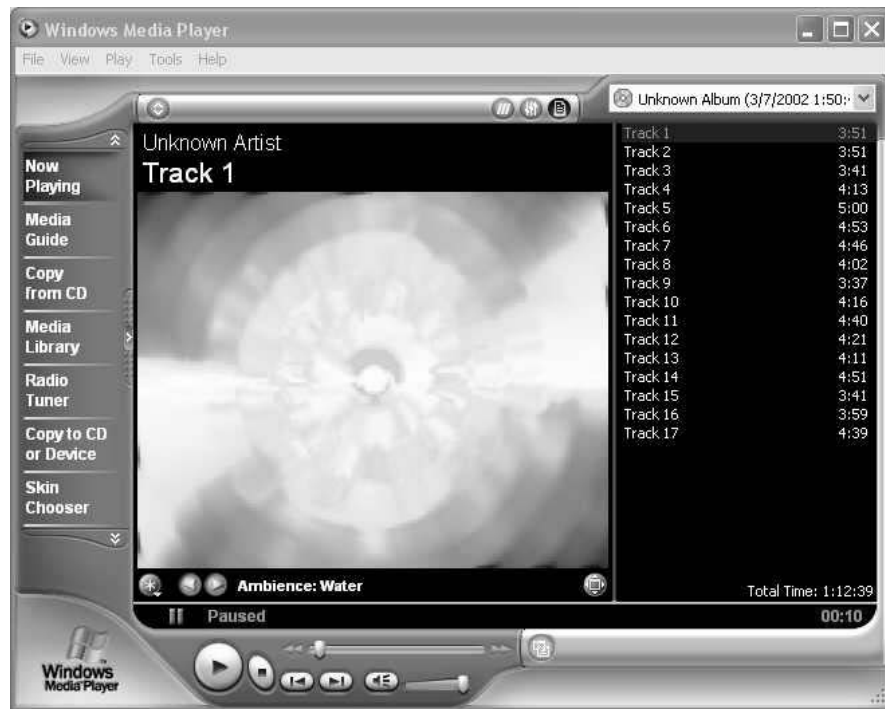 Windows Media Player
File View Play Tools Help
Unknown Album (3/7/2002 1:50:
Now
Playing
Media
Guide
Copy
from CD
Media
Library
Radio
Tuner
Copy to CD
or Device
Skin
Chooser
Unknown Artist
Track 1
Track 1 3:51
Track 2 3:51
Track 3 3:41
Track 4 4:13
Track 5 5:00
Track 6 4:53
Track 7 4:46
Track 8 4:02
Track 9 3:37
Track 10 4:16
Track 11 4:40
Track 12 4:21
Track 13 4:11
Track 14 4:51
Track 15 3:41
Track 16 3:59
Track 17 4:39
Ambience: Water
Total Time: 1:12:39
Paused 00:10
Windows
Media Player